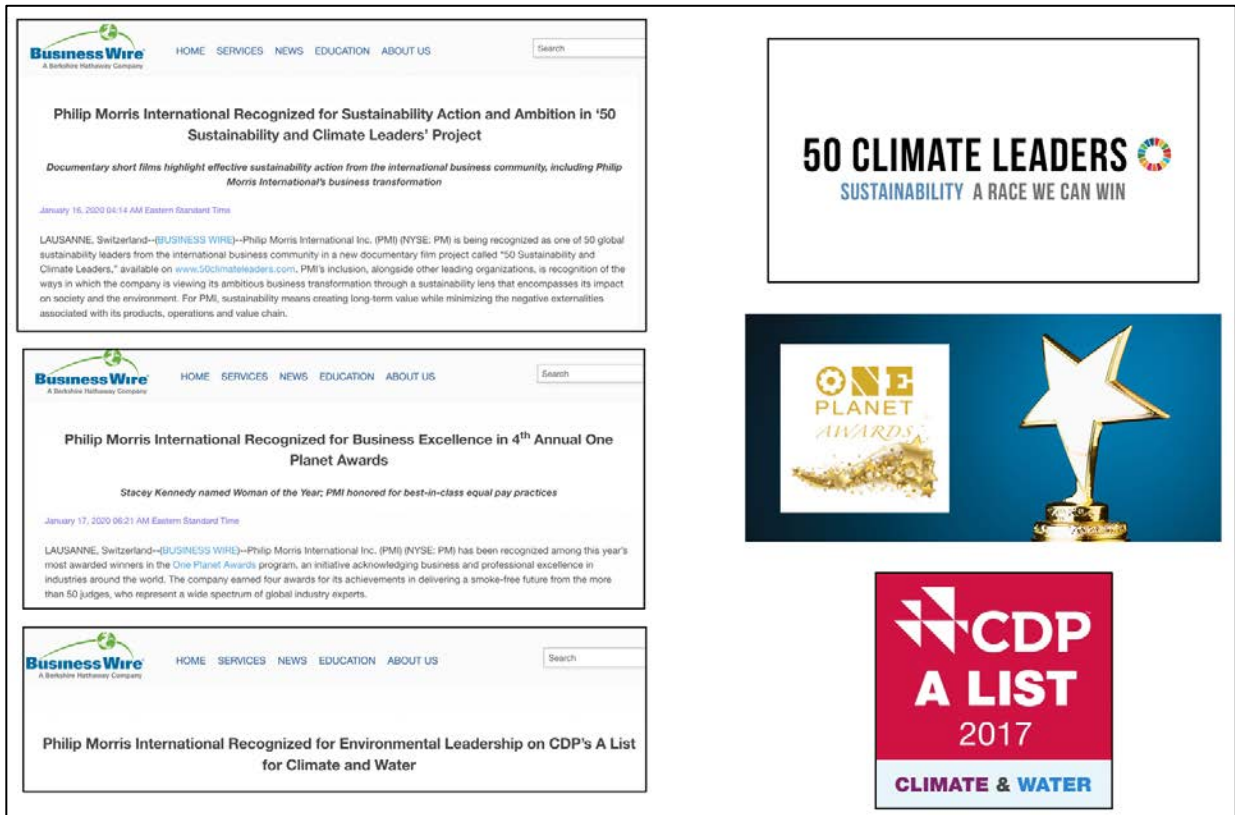 BusinessWire
A Berkshire Hathaway Company
HOME SERVICES NEWS EDUCATION ABOUT US
Search
Philip Morris International Recognized for Sustainability Action and Ambition in ‘50
Sustainability and Climate Leaders’ Project
Documentary short films highlight effective sustainability action from the international business community, including Philip
Morris International's business transformation
January 16, 2020 04:14 AM Eastern Standard Time
LAUSANNE, Switzerland--(BUSINESS WIRE)--Philip Morris International Inc. (PMI) (NYSE: PM) is being recognized as one of 50 global
sustainability leaders from the international business community in a new documentary film project called “50 Sustainability and
Climate Leaders,” available on www.50climateleaders.com. PMI's inclusion, alongside other leading organizations, is recognition of the
ways in which the company is viewing its ambitious business transformation through a sustainability lens that encompasses its impact
on society and the environment. For PMI, sustainability means creating long-term value while minimizing the negative externalities
associated with its products, operations and value chain.
50 CLIMATE LEADERS
SUSTAINABILITY A RACE WE CAN WIN
BusinessWire
A Berkshire Hathaway Company
HOME SERVICES NEWS EDUCATION ABOUT US
Search
Philip Morris International Recognized for Business Excellence in 4th Annual One
Planet Awards
Stacey Kennedy named Woman of the Year; PMI honored for best-in-class equal pay practices
January 17, 2020 06:21 AM Eastern Standard Time
LAUSANNE, Switzerland--(BUSINESS WIRE)--Philip Morris International Inc. (PMI) (NYSE: PM) has been recognized among this year's
most awarded winners in the One Planet Awards program, an initiative acknowledging business and professional excellence in
industries around the world. The company earned four awards for its achievements in delivering a smoke-free future from the more
than 50 judges, who represent a wide spectrum of global industry experts.
ONE
PLANET
AWARDS
BusinessWire
A Berkshire Hathaway Company
HOME SERVICES NEWS EDUCATION ABOUT US
Search
Philip Morris International Recognized for Environmental Leadership on CDP's A List
for Climate and Water
CDP
A LIST
2017
CLIMATE & WATER